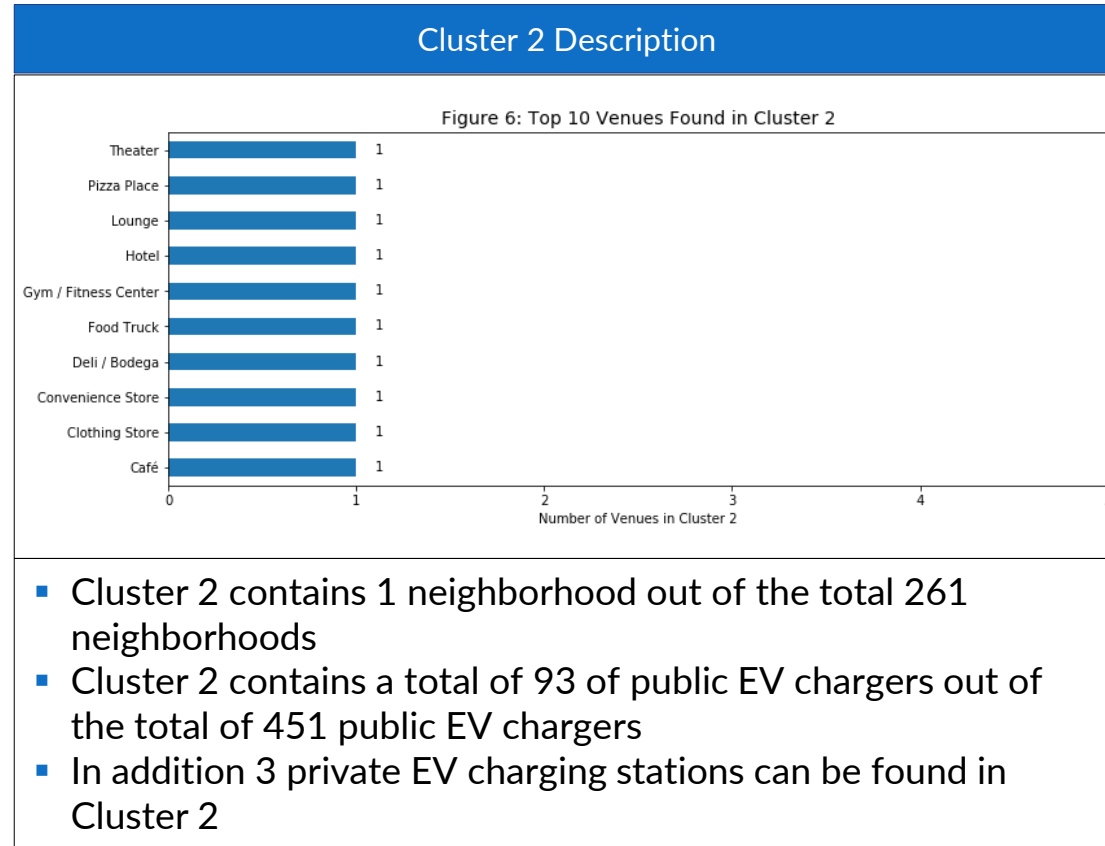 Cluster 2 Description
Figure 6: Top 10 Venues Found in Cluster 2
Theater 1
Pizza Place 1
Lounge 1
Hotel 1
Gym / Fitness Center 1
Food Truck 1
Deli / Bodega 1
Convenience Store 1
Clothing Store 1
Café 1
0 1 2 3 4
Number of Venues in Cluster 2
▪ Cluster 2 contains 1 neighborhood out of the total 261
neighborhoods
▪ Cluster 2 contains a total of 93 of public EV chargers out of
the total of 451 public EV chargers
▪ In addition 3 private EV charging stations can be found in
Cluster 2